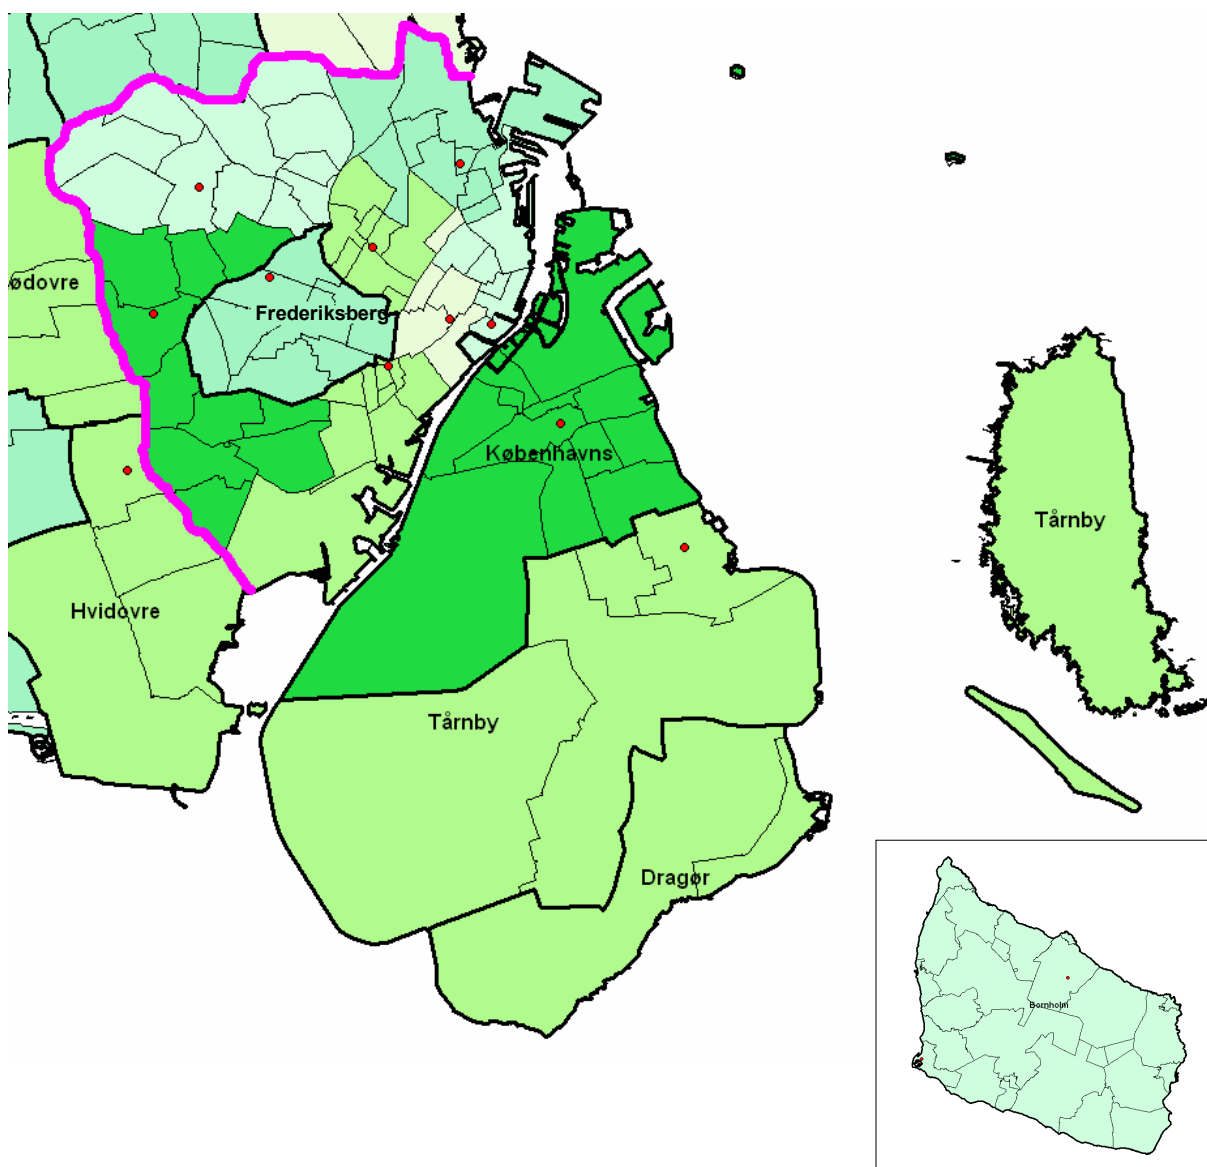 ødovre
Frederiksberg
Københavns
Tårnby
Hvidovre
Tårnby
Dragør
Bornholm